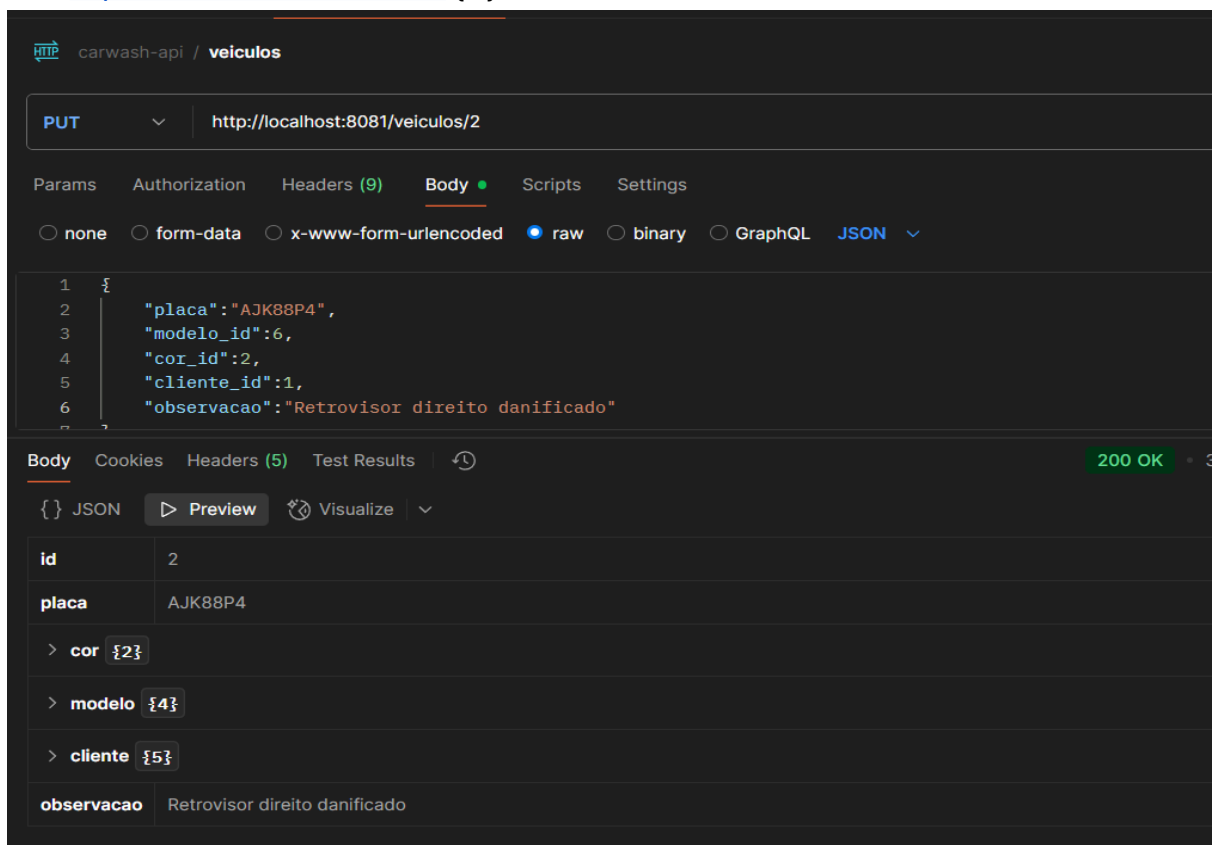 HTTP carwash-api / veiculos
PUT http://localhost:8081/veiculos/2
Params Authorization Headers (9) Body Scripts Settings
none form-data x-www-form-urlencoded raw binary GraphQL JSON
1 {
2 "placa":"AJK88P4",
3 "modelo_id":6,
4 "cor_id":2,
5 "cliente_id":1,
6 "observacao":"Retrovisor direito danificado"
Body Cookies Headers (5) Test Results 200 OK
{} JSON Preview Visualize
id 2
placa AJK88P4
> cor {2}
> modelo {4}
> cliente {5}
observacao Retrovisor direito danificado